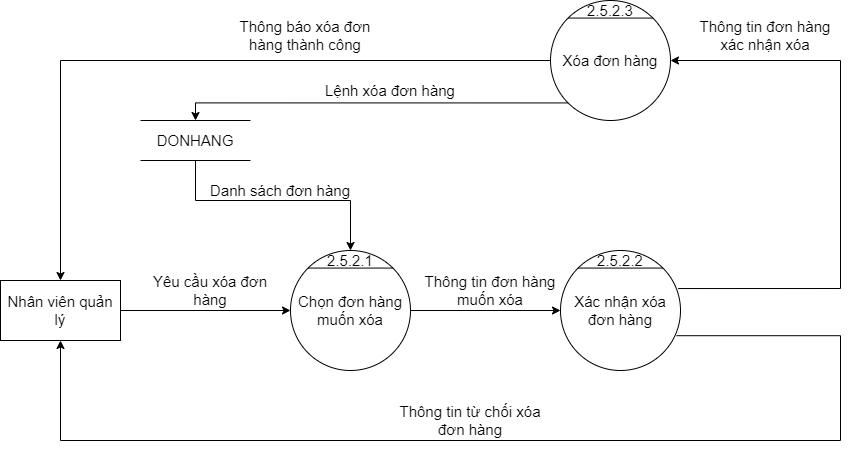 Thông báo xóa đơn
hàng thành công
2.5.2.3
Xóa đơn hàng
Thông tin đơn hàng
xác nhận xóa
Lệnh xóa đơn hàng
DONHANG
Danh sách đơn hàng
Nhân viên quản
lý
Yêu cầu xóa đơn
hàng
2.5.2.1
Chọn đơn hàng
muốn xóa
Thông tin đơn hàng
muốn xóa
2.5.2.2
Xác nhận xóa
đơn hàng
Thông tin từ chối xóa
đơn hàng